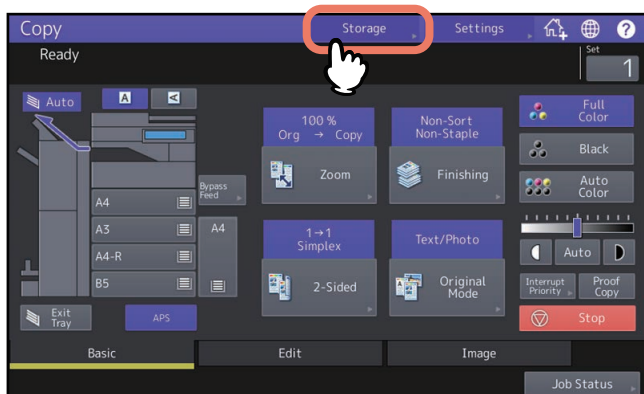 Copy
Storage
Settings
?
Ready
Set
1
Auto
A
A
100 %
Org → Copy
Zoom
Non-Sort
Non-Staple
Finishing
Full
Color
Black
Auto
Color
A4
A3
A4-R
B5
Bypass
Feed
A4
1→1
Simplex
2-Sided
Text/Photo
Original
Mode
Auto
Interrupt
Priority
Proof
Copy
Stop
Exit
Tray
APS
Basic
Edit
Image
Job Status